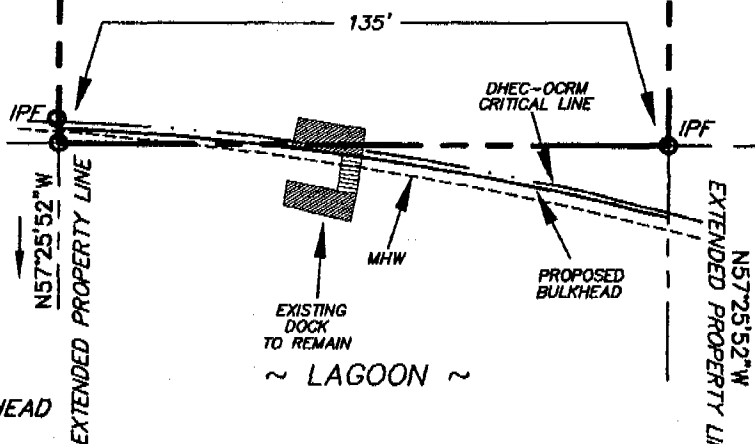 135'
DHEC-OCRM
CRITICAL LINE
IPF
IPF
N57°25'52"W
EXTENDED PROPERTY LINE
MHW
PROPOSED
BULKHEAD
EXISTING
DOCK
TO REMAIN
~ LAGOON ~
N57°25'52"W
EXTENDED PROPERTY LI
HEAD